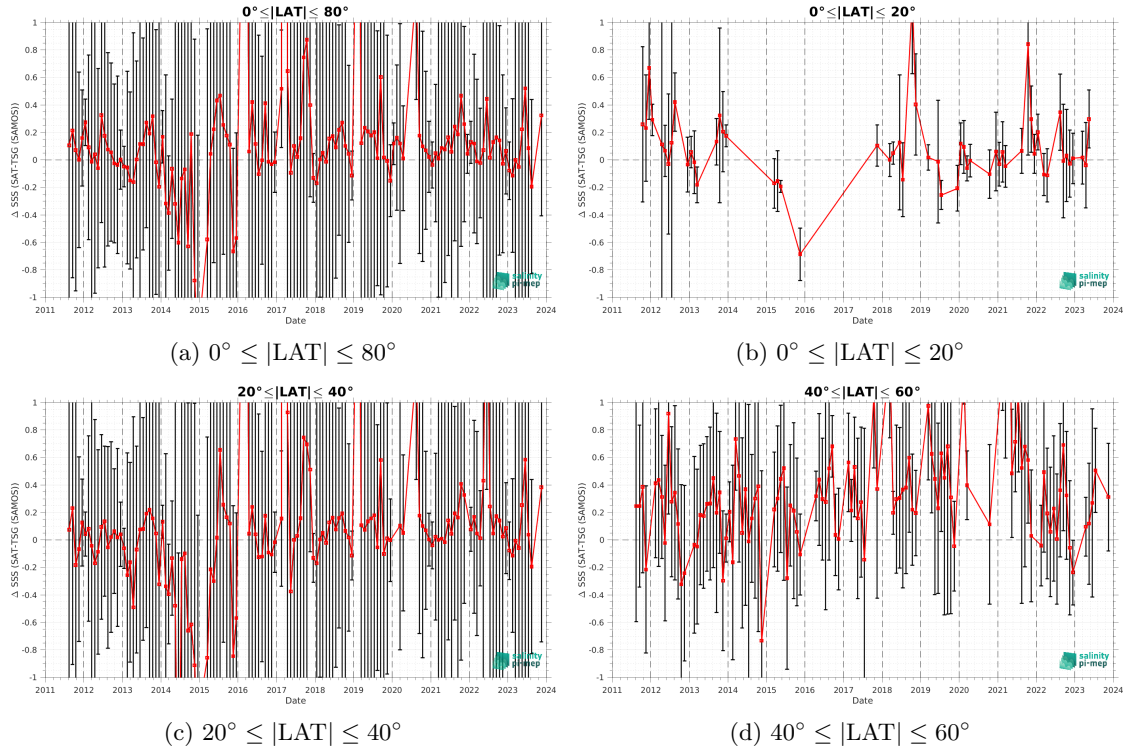 0°≤|LAT|≤ 80°
Δ SSS (SAT-TSG (SAMOS))
1
0.8
0.6
0.4
0.2
0
-0.2
-0.4
-0.6
-0.8
-1
2011 2012 2013 2014 2015 2016 2017 2018 2019 2020 2021 2022 2023 2024
Date
salinity
pi-mep
(a) 0° ≤ |LAT| ≤ 80°
0°≤|LAT|≤ 20°
Δ SSS (SAT-TSG (SAMOS))
1
0.8
0.6
0.4
0.2
0
-0.2
-0.4
-0.6
-0.8
-1
2011 2012 2013 2014 2015 2016 2017 2018 2019 2020 2021 2022 2023 2024
Date
salinity
pi-mep
(b) 0° ≤ |LAT| ≤ 20°
20°≤|LAT|≤ 40°
Δ SSS (SAT-TSG (SAMOS))
1
0.8
0.6
0.4
0.2
0
-0.2
-0.4
-0.6
-0.8
-1
2011 2012 2013 2014 2015 2016 2017 2018 2019 2020 2021 2022 2023 2024
Date
salinity
pi-mep
(c) 20° ≤ |LAT| ≤ 40°
40°≤|LAT|≤ 60°
Δ SSS (SAT-TSG (SAMOS))
1
0.8
0.6
0.4
0.2
0
-0.2
-0.4
-0.6
-0.8
-1
2011 2012 2013 2014 2015 2016 2017 2018 2019 2020 2021 2022 2023 2024
Date
salinity
pi-mep
(d) 40° ≤ |LAT| ≤ 60°